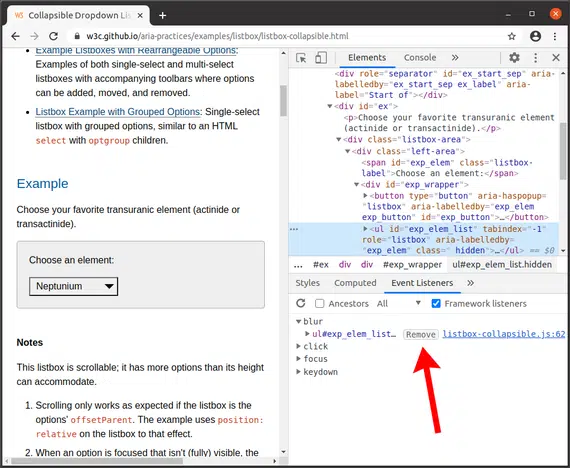 Collapsible Dropdown Lis
w3c.github.io/aria-practices/examples/listbox/listbox-collapsible.html
Example Listboxes with Rearrangeable Options:
Examples of both single-select and multi-select
listboxes with accompanying toolbars where options
can be added, moved, and removed.
Listbox Example with Grouped Options: Single-select
listbox with grouped options, similar to an HTML
select with optgroup children.
Example
Choose your favorite transuranic element (actinide or
transactinide).
Choose an element:
Neptunium
Notes
This listbox is scrollable; it has more options than its height
can accommodate.
1. Scrolling only works as expected if the listbox is the
options' offsetParent. The example uses position:
relative on the listbox to that effect.
2. When an option is focused that isn't (fully) visible, the
Elements Console »
<div role="separator" id="ex_start_sep" aria-
labelledby="ex_start_sep ex_label" aria-
label="Start of"></div>
▼<div id="ex">
<p>Choose your favorite transuranic element
(actinide or transactinide).</p>
▼<div class="listbox-area">
▼<div class="left-area">
<span id="exp_elem" class="listbox-
label">Choose an element:</span>
▼<div id="exp_wrapper">
▶<button type="button" aria-haspopup=
"listbox" aria-labelledby="exp_elem
exp_button" id="exp_button">…</button>
▶<ul id="exp_elem_list" tabindex="-1"
role="listbox" aria-labelledby=
"exp_elem" class=" hidden">…</ul> == $0
… #ex div div #exp_wrapper ul#exp_elem_list.hidden
Styles Computed Event Listeners »
Ancestors All Framework listeners
▼blur
▶ul#exp_elem_list… Remove listbox-collapsible.js:62
▶click
▶focus
▶keydown